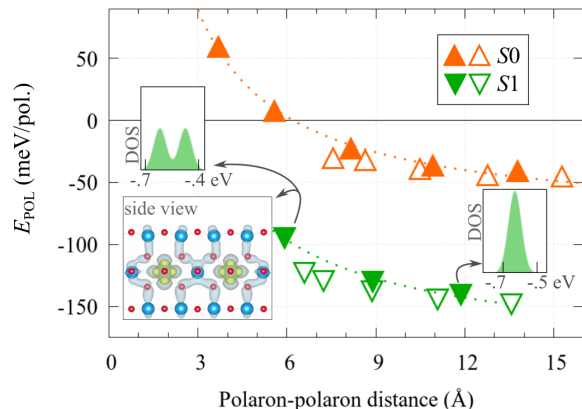 50
0
-50
-100
-150
E_POL (meV/pol.)
S0
S1
DOS
-.7 -.4 eV
side view
DOS
-.7 -.5 eV
0 3 6 9 12 15
Polaron-polaron distance (Å)